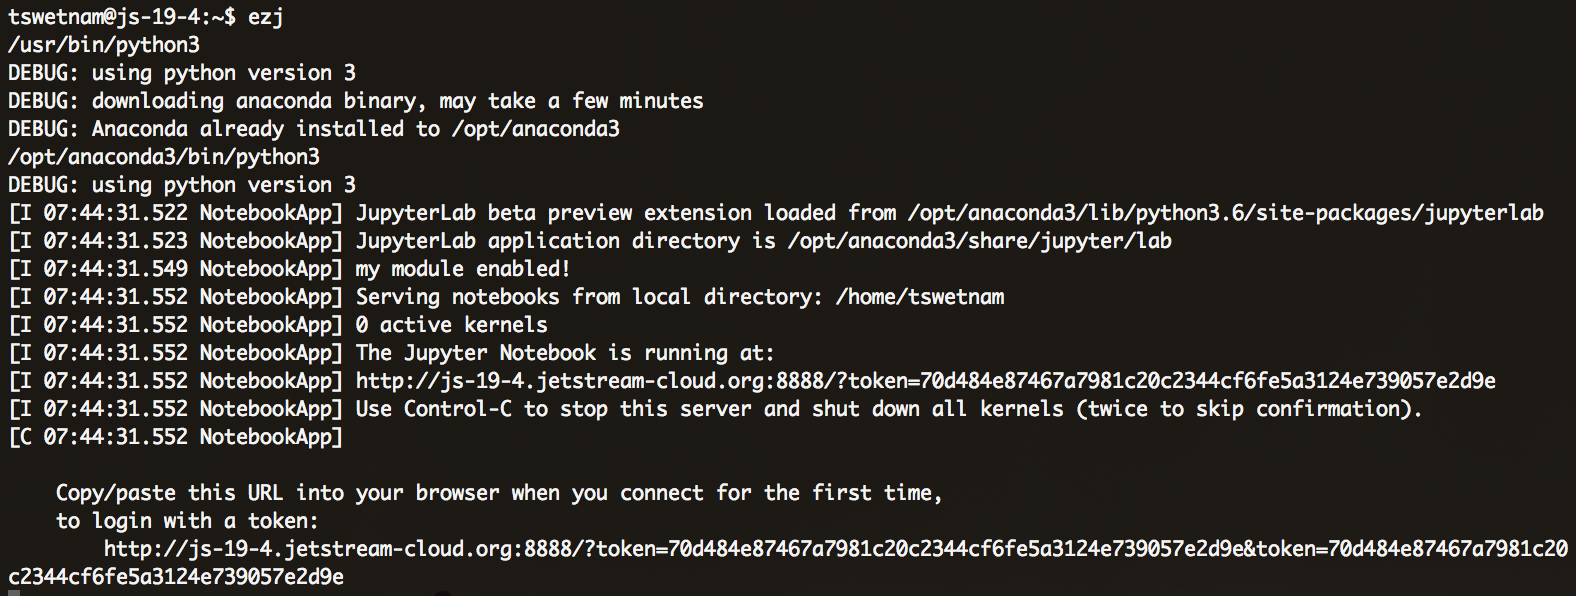 tswetnam@js-19-4:~$ ezj
/usr/bin/python3
DEBUG: using python version 3
DEBUG: downloading anaconda binary, may take a few minutes
DEBUG: Anaconda already installed to /opt/anaconda3
/opt/anaconda3/bin/python3
DEBUG: using python version 3
[I 07:44:31.522 NotebookApp] JupyterLab beta preview extension loaded from /opt/anaconda3/lib/python3.6/site-packages/jupyterlab
[I 07:44:31.523 NotebookApp] JupyterLab application directory is /opt/anaconda3/share/jupyter/lab
[I 07:44:31.549 NotebookApp] my module enabled!
[I 07:44:31.552 NotebookApp] Serving notebooks from local directory: /home/tswetnam
[I 07:44:31.552 NotebookApp] 0 active kernels
[I 07:44:31.552 NotebookApp] The Jupyter Notebook is running at:
[I 07:44:31.552 NotebookApp] http://js-19-4.jetstream-cloud.org:8888/?token=70d484e87467a7981c20c2344cf6fe5a3124e739057e2d9e
[I 07:44:31.552 NotebookApp] Use Control-C to stop this server and shut down all kernels (twice to skip confirmation).
[C 07:44:31.552 NotebookApp]
Copy/paste this URL into your browser when you connect for the first time,
to login with a token:
http://js-19-4.jetstream-cloud.org:8888/?token=70d484e87467a7981c20c2344cf6fe5a3124e739057e2d9e&token=70d484e87467a7981c20
c2344cf6fe5a3124e739057e2d9e